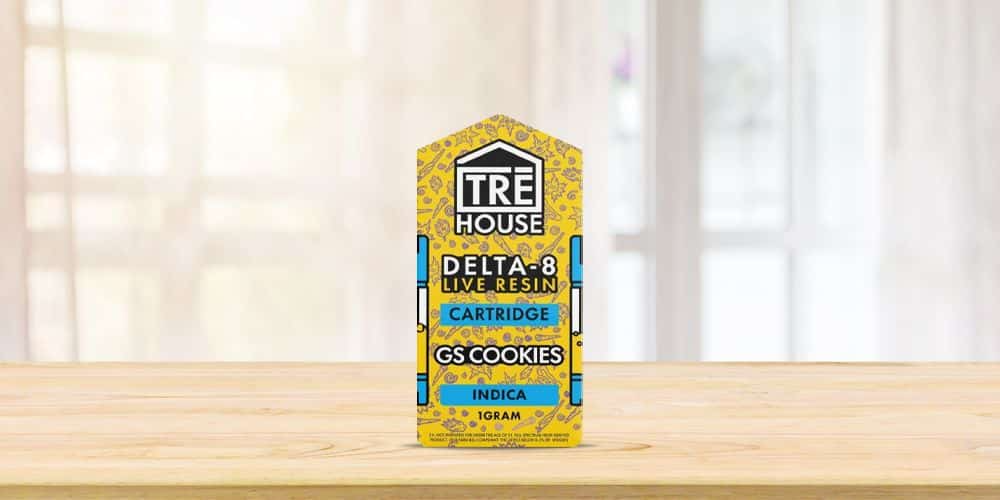 TRĒ
HOUSE
DELTA-8
LIVE RESIN
CARTRIDGE
GS COOKIES
INDICA
1GRAM